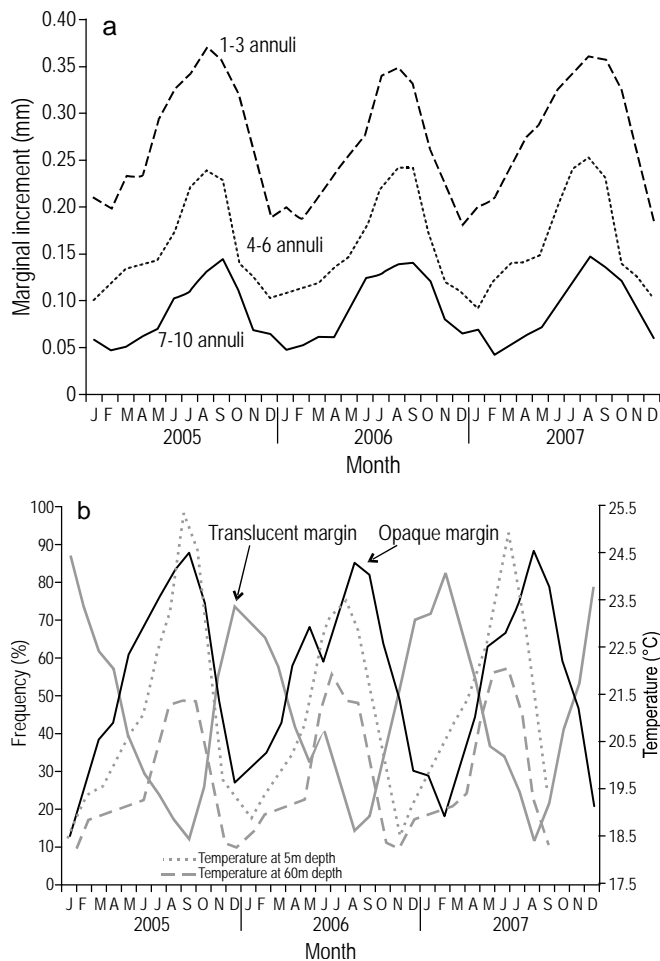 a
1-3 annuli
4-6 annuli
7-10 annuli
Marginal increment (mm)
0.40
0.35
0.30
0.25
0.20
0.15
0.10
0.05
0
J F M A M J J A S O N D J F M A M J J A S O N D J F M A M J J A S O N D
2005 2006 2007
Month
b
Translucent margin
Opaque margin
Frequency (%)
100
90
80
70
60
50
40
30
20
10
0
Temperature (°C)
25.5
24.5
23.5
22.5
21.5
20.5
19.5
18.5
17.5
Temperature at 5m depth
Temperature at 60m depth
J F M A M J J A S O N D J F M A M J J A S O N D J F M A M J J A S O N D
2005 2006 2007
Month